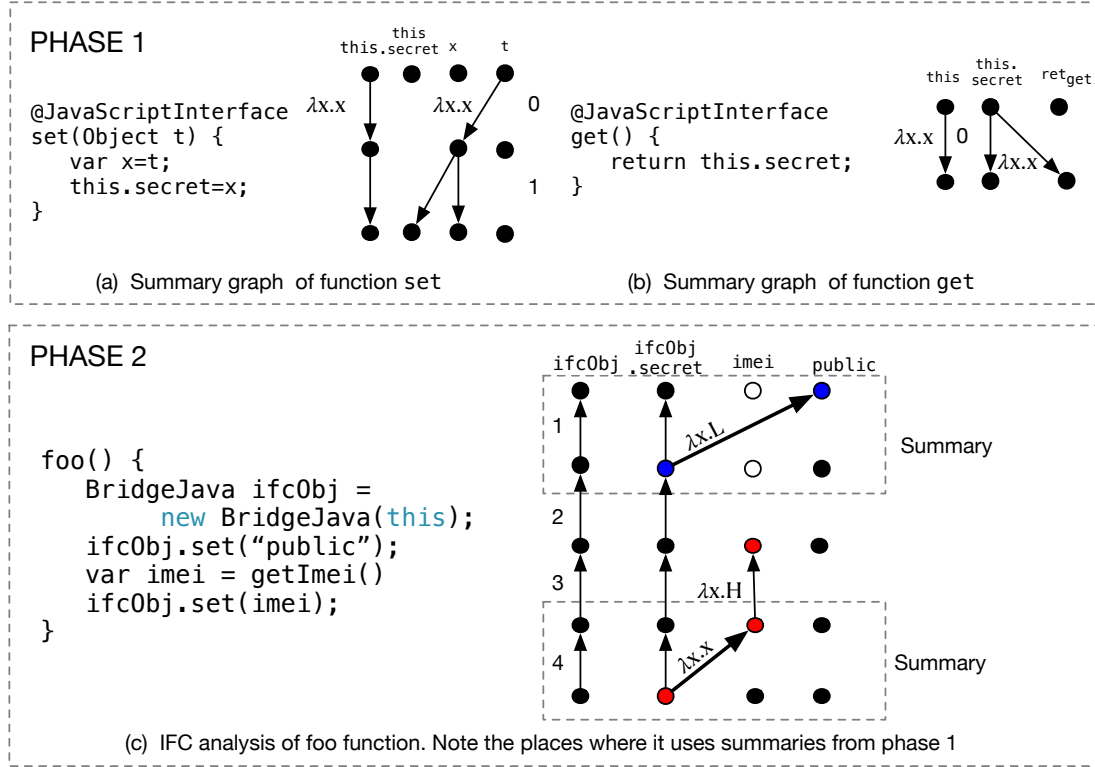 PHASE 1
this.secret this x t
@JavaScriptInterface
set(Object t) {
var x=t;
this.secret=x;
}
λx.x
λx.x
0
1
(a) Summary graph of function set
this this.secret ret get
@JavaScriptInterface
get() {
return this.secret;
}
λx.x
0
λx.x
(b) Summary graph of function get
PHASE 2
foo() {
BridgeJava ifcObj =
new BridgeJava(this);
ifcObj.set(“public”);
var imei = getImei()
ifcObj.set(imei);
}
ifcObj ifcObj.secret imei public
1
λx.L
Summary
2
3
λx.H
4
λx.x
Summary
(c) IFC analysis of foo function. Note the places where it uses summaries from phase 1